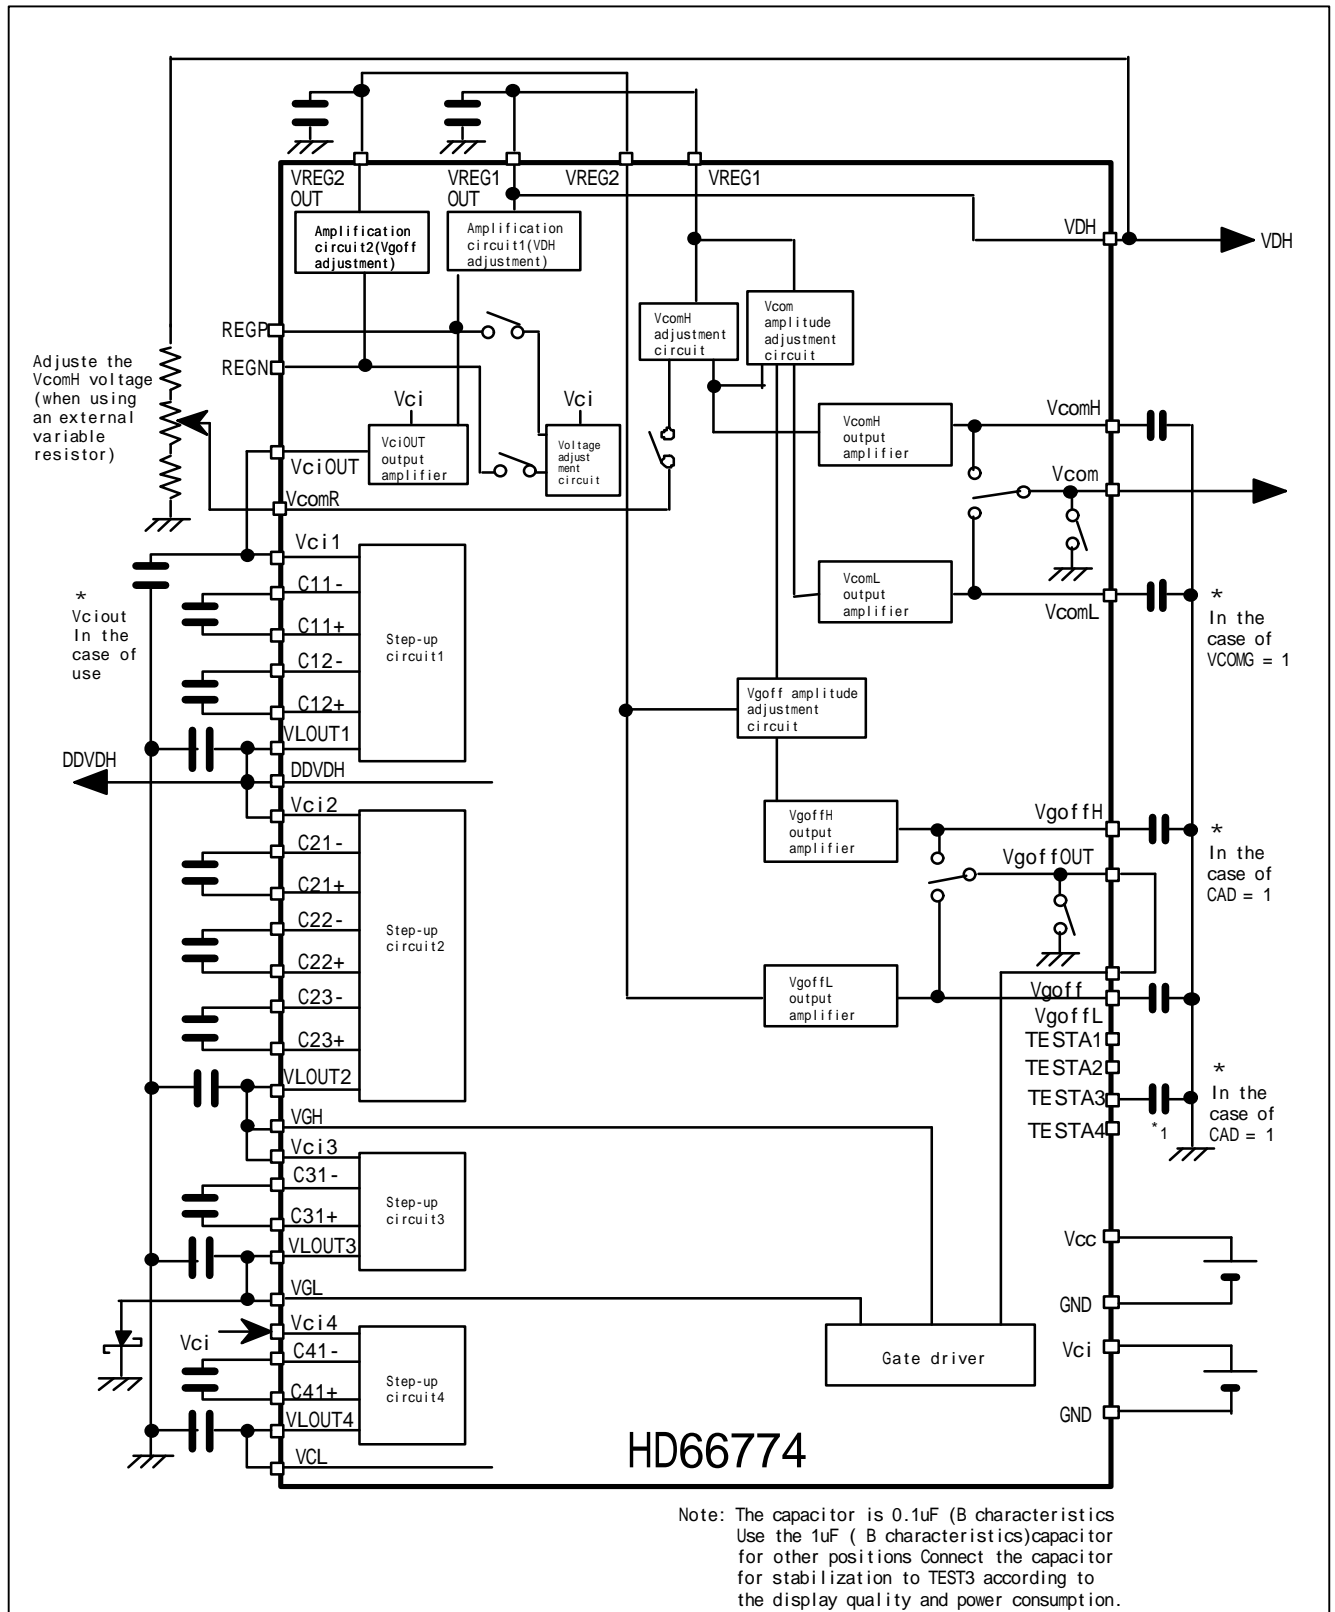 VREG2
OUT
VREG1
OUT
VREG2
VREG1
VDH
VDH
Amplification
circuit2(Vgoff
adjustment)
Amplification
circuit1(VDH
adjustment)
REGP
REGN
Adjuste the
VcomH voltage
(when using
an external
variable
resistor)
VcomH
adjustment
circuit
Vcom
amplitude
adjustment
circuit
Vci
Vci
VciOUT
VciOUT
output
amplifier
Voltage
adjust
ment
circuit
VcomR
VcomH
output
amplifier
VcomH
Vcom
VcomL
output
amplifier
VcomL
*
In the
case of
VCOMG = 1
Vci1
C11-
C11+
C12-
C12+
VLOUT1
Step-up
circuit1
*
Vciout
In the
case of
use
DDVDH
DDVDH
Vci2
C21-
C21+
C22-
C22+
C23-
C23+
VLOUT2
Step-up
circuit2
Vgoff amplitude
adjustment
circuit
VgoffH
output
amplifier
VgoffH
VgoffOUT
*
In the
case of
CAD = 1
VgoffL
output
amplifier
Vgoff
VgoffL
TESTA1
TESTA2
TESTA3
TESTA4
*1
*
In the
case of
CAD = 1
VGH
Vci3
C31-
C31+
VLOUT3
Step-up
circuit3
VGL
Vci
Vci4
C41-
C41+
VLOUT4
Step-up
circuit4
VCL
Gate driver
Vcc
GND
Vci
GND
HD66774
Note: The capacitor is 0.1uF (B characteristics
Use the 1uF ( B characteristics)capacitor
for other positions Connect the capacitor
for stabilization to TEST3 according to
the display quality and power consumption.